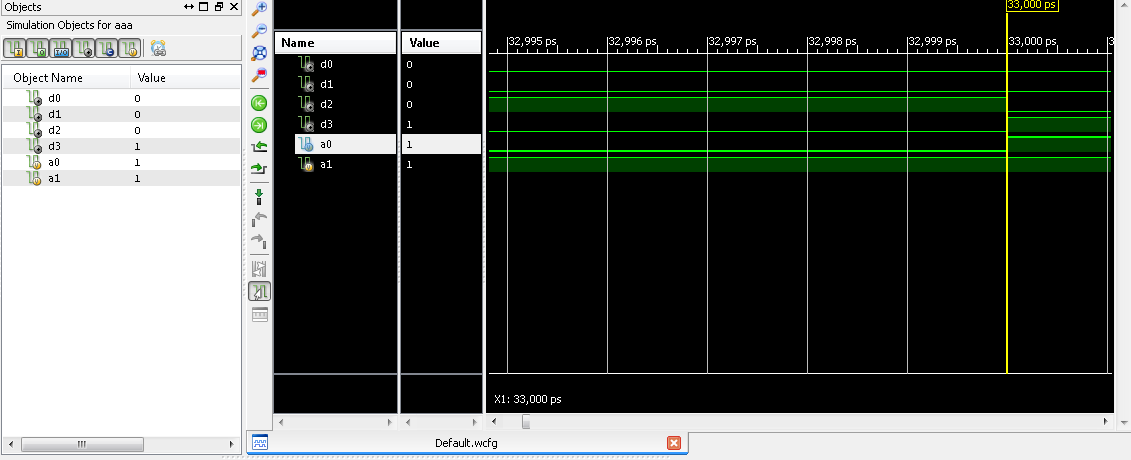 Objects
Simulation Objects for aaa
Object Name Value
d0 0
d1 0
d2 0
d3 1
a0 1
a1 1
Name Value
d0 0
d1 0
d2 0
d3 1
a0 1
a1 1
33,000 ps
32,995 ps 32,996 ps 32,997 ps 32,998 ps 32,999 ps 33,000 ps 3
X1: 33,000 ps
Default.wcfg